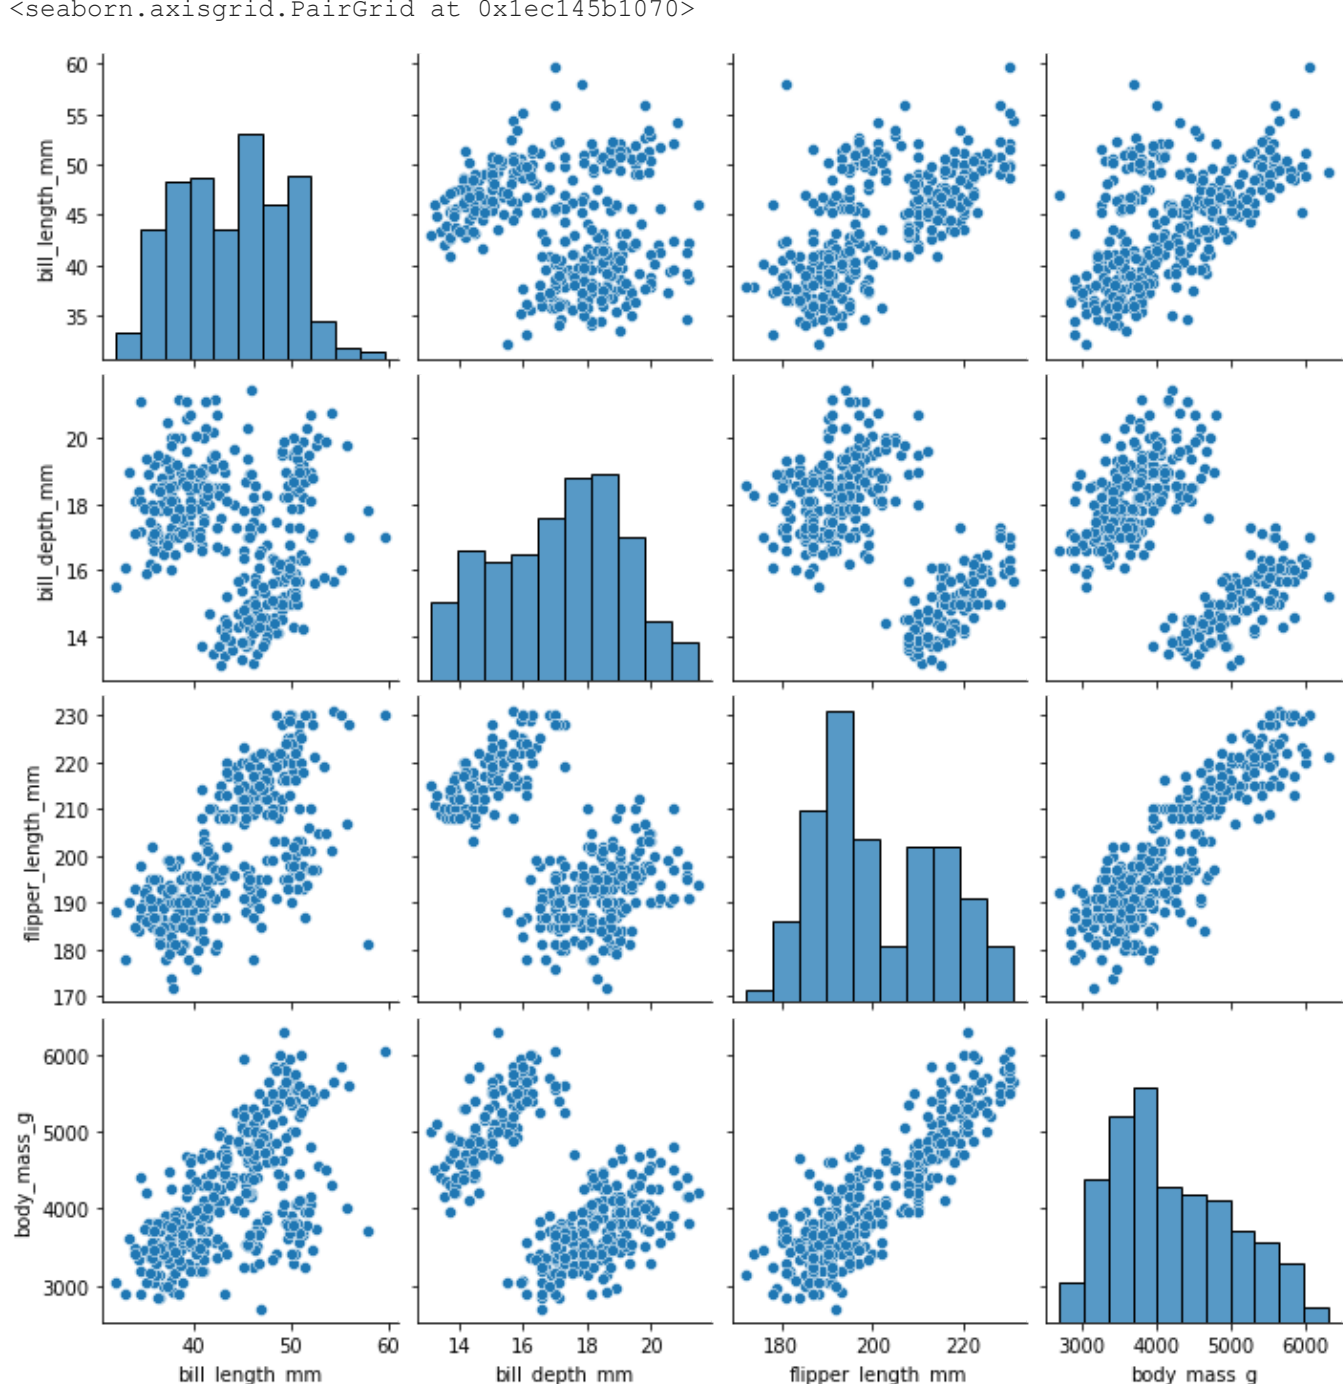 <seaborn.axisgrid.PairGrid at 0x1ec145b1070>
60
55
50
45
40
35
bill_length_mm
20
18
16
14
bill_depth_mm
230
220
210
200
190
180
170
flipper_length_mm
6000
5000
4000
3000
body_mass_g
40 50 60
14 16 18 20
180 200 220
3000 4000 5000 6000
bill_length_mm bill_depth_mm flipper_length_mm body_mass_g